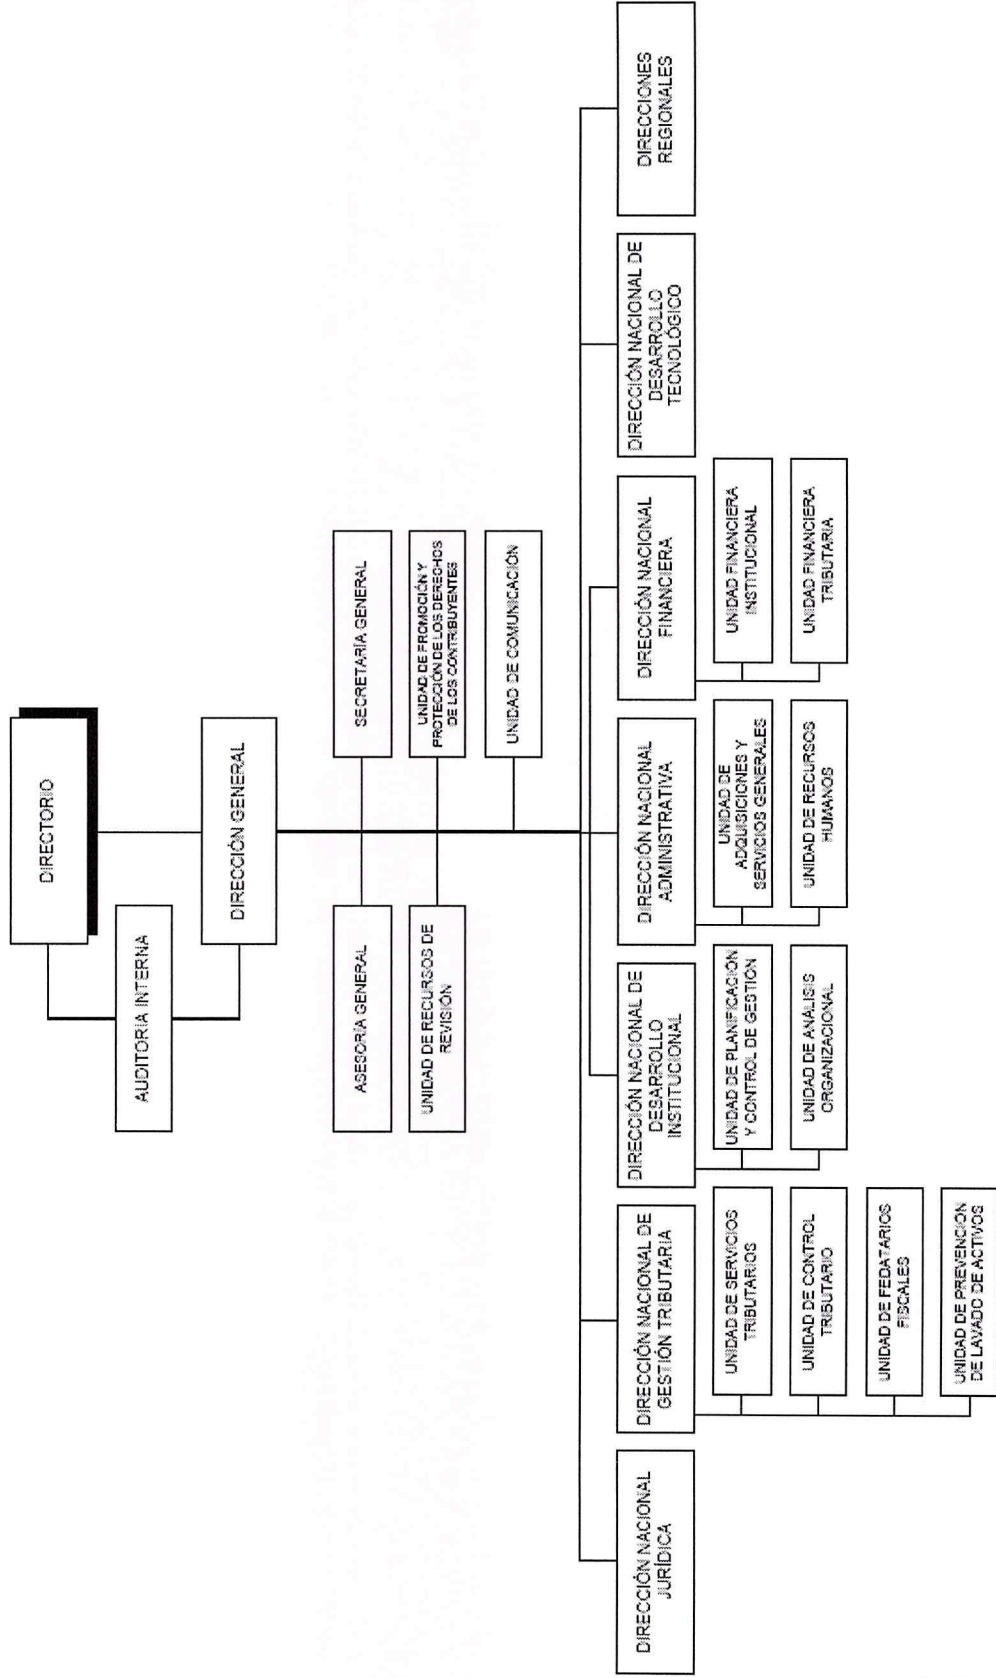 DIRECTORIO
AUDITORIA INTERNA
DIRECCIÓN GENERAL
ASESORÍA GENERAL
SECRETARÍA GENERAL
UNIDAD DE RECURSOS DE
REVISIÓN
UNIDAD DE PROMOCIÓN Y
PROTECCIÓN DE LOS DERECHOS
DE LOS CONTRIBUYENTES
UNIDAD DE COMUNICACIÓN
DIRECCIÓN NACIONAL
JURÍDICA
DIRECCIÓN NACIONAL DE
GESTIÓN TRIBUTARIA
UNIDAD DE SERVICIOS
TRIBUTARIOS
UNIDAD DE CONTROL
TRIBUTARIO
UNIDAD DE FEDATARIOS
FISCALES
UNIDAD DE PREVENCION
DE LAVADO DE ACTIVOS
DIRECCIÓN NACIONAL DE
DESARROLLO
INSTITUCIONAL
UNIDAD DE PLANIFICACION
Y CONTROL DE GESTIÓN
UNIDAD DE ANÁLISIS
ORGANIZACIONAL
DIRECCIÓN NACIONAL
ADMINISTRATIVA
UNIDAD DE
ADQUISICIONES Y
SERVICIOS GENERALES
UNIDAD DE RECURSOS
HUMANOS
DIRECCIÓN NACIONAL
FINANCIERA
UNIDAD FINANCIERA
INSTITUCIONAL
UNIDAD FINANCIERA
TRIBUTARIA
DIRECCIÓN NACIONAL DE
DESARROLLO
TECNOLÓGICO
DIRECCIONES
REGIONALES